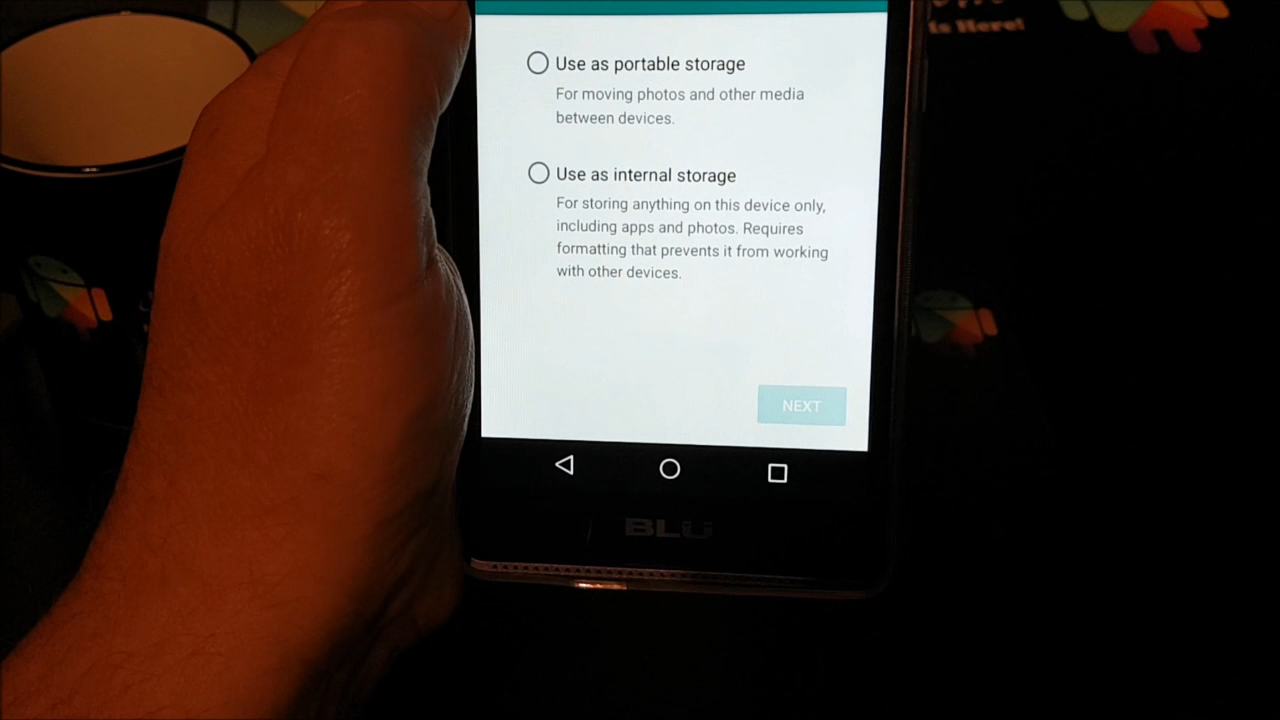 is Here!
Use as portable storage
For moving photos and other media
between devices.
Use as internal storage
For storing anything on this device only,
including apps and photos. Requires
formatting that prevents it from working
with other devices.
NEXT
BLU